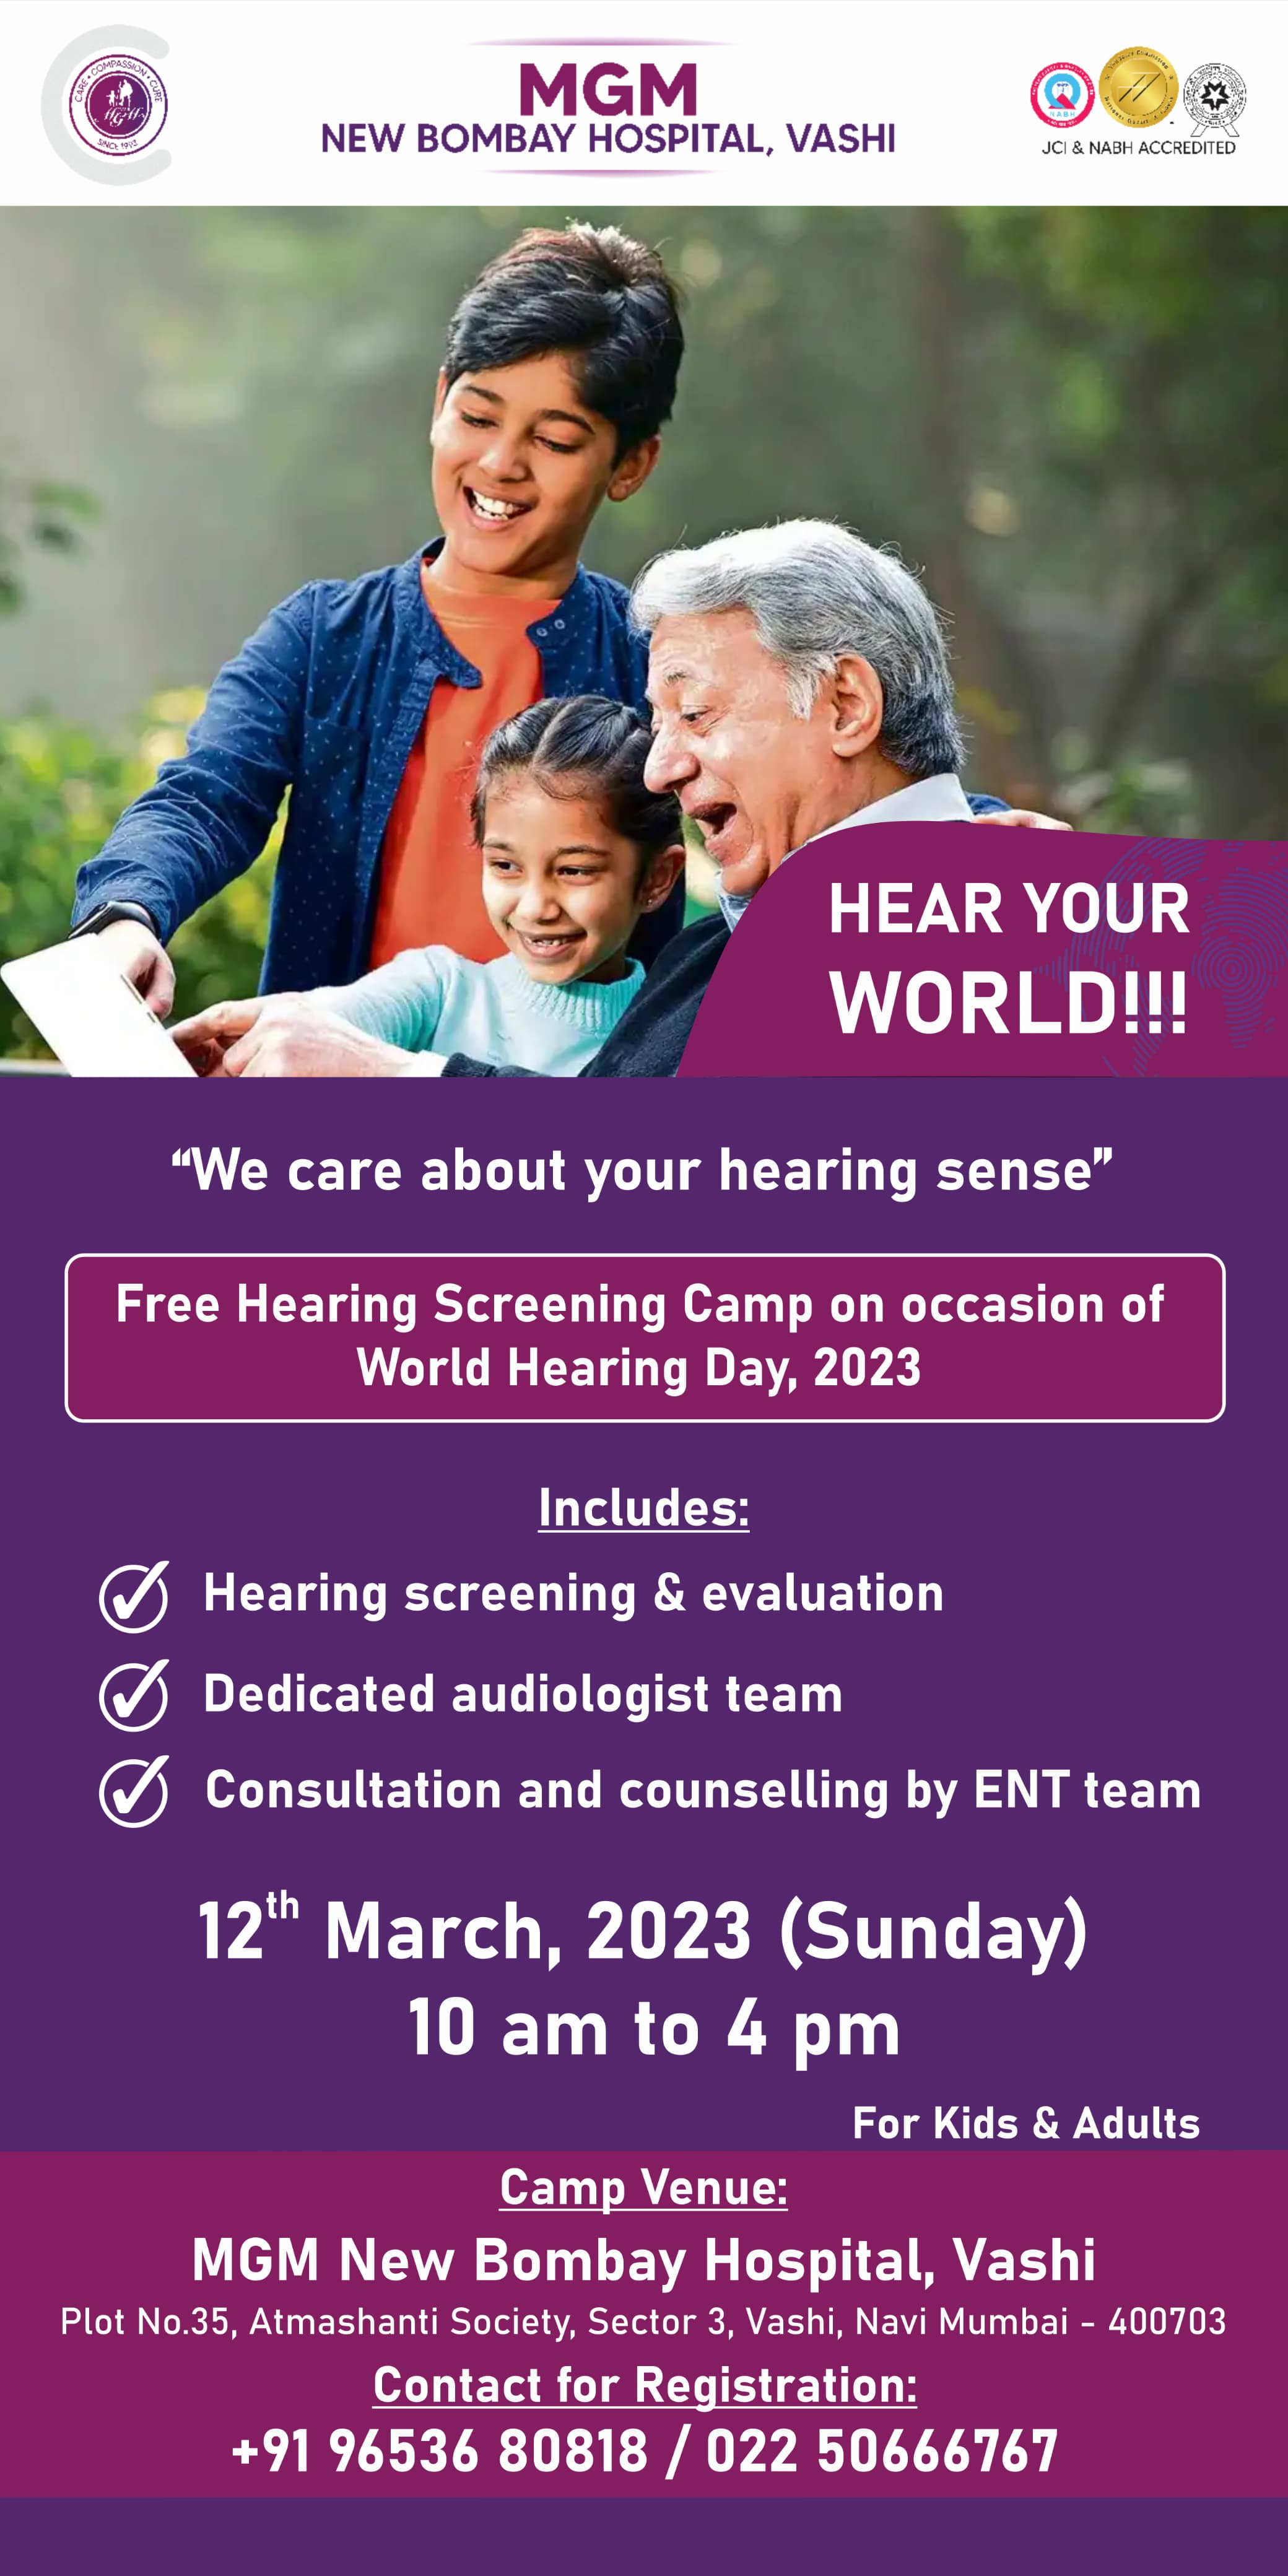 CARE • COMPASSION • CURE
MGM
SINCE 1993
MGM
NEW BOMBAY HOSPITAL, VASHI
NABH
JCI & NABH ACCREDITED
HEAR YOUR
WORLD!!!
“We care about your hearing sense”
Free Hearing Screening Camp on occasion of
World Hearing Day, 2023
Includes:
Hearing screening & evaluation
Dedicated audiologist team
Consultation and counselling by ENT team
12th March, 2023 (Sunday)
10 am to 4 pm
For Kids & Adults
Camp Venue:
MGM New Bombay Hospital, Vashi
Plot No.35, Atmashanti Society, Sector 3, Vashi, Navi Mumbai - 400703
Contact for Registration:
+91 96536 80818 / 022 50666767